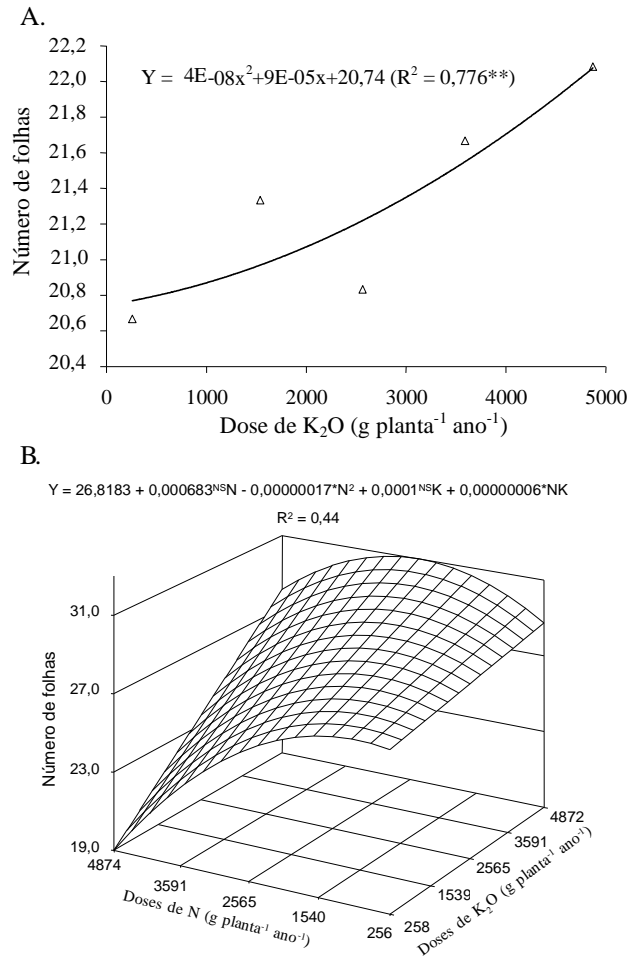 A.
22,2
22,0
21,8
21,6
21,4
21,2
21,0
20,8
20,6
20,4
Número de folhas
Y = 4E-08x²+9E-05x+20,74 (R² = 0,776**)
0 1000 2000 3000 4000 5000
Dose de K₂O (g planta⁻¹ ano⁻¹)
B.
Y = 26,8183 + 0,000683ᴺˢN - 0,00000017*N² + 0,0001ᴺˢK + 0,00000006*NK
R² = 0,44
31,0
27,0
23,0
19,0
Número de folhas
4874 3591 2565 1540 256
Doses de N (g planta⁻¹ ano⁻¹)
258 1539 2565 3591 4872
Doses de K₂O (g planta⁻¹ ano⁻¹)